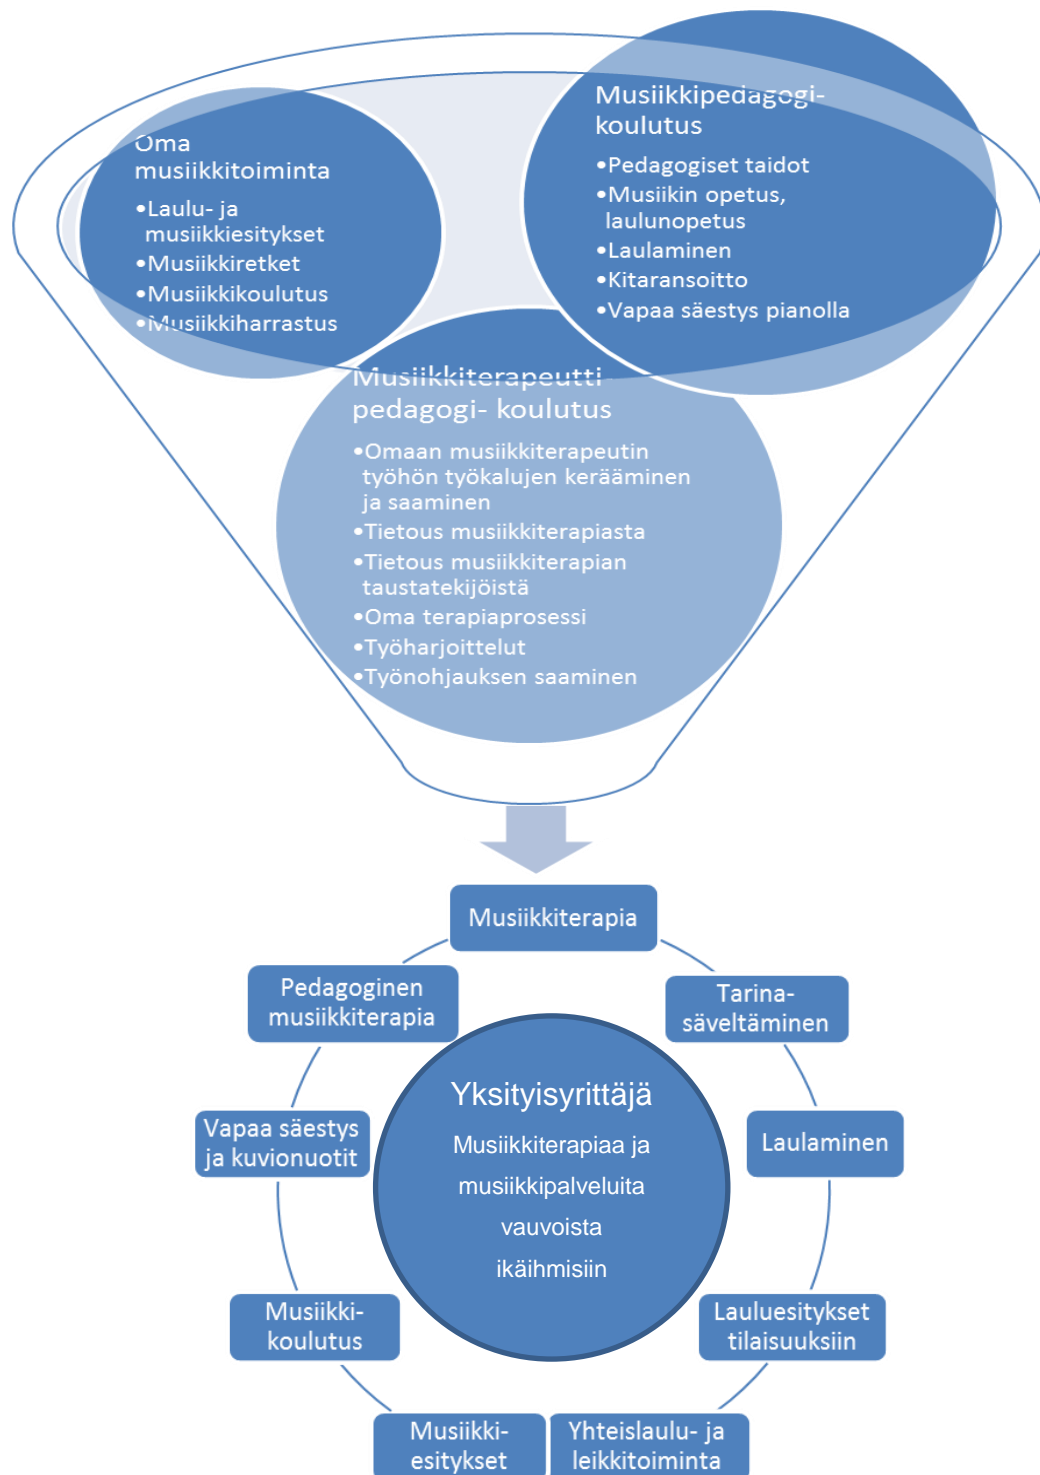 Oma
musiikkitoiminta
•Laulu- ja
musiikkiesitykset
•Musiikkiretket
•Musiikkikoulutus
•Musiikkiharrastus
Musiikkipedagogi-
koulutus
•Pedagogiset taidot
•Musiikin opetus,
laulunopetus
•Laulaminen
•Kitaransoitto
•Vapaa säestys pianolla
Musiikkiterapeutti
pedagogi- koulutus
•Omaan musiikkiterapeutin
työhön työkalujen kerääminen
ja saaminen
•Tietous musiikkiterapiasta
•Tietous musiikkiterapian
taustatekijöistä
•Oma terapiaprosessi
•Työharjoittelut
•Työnohjauksen saaminen
Musiikkiterapia
Tarina-
säveltäminen
Laulaminen
Lauluesitykset
tilaisuuksiin
Yhteislaulu- ja
leikkitoiminta
Musiikki-
esitykset
Musiikki-
koulutus
Vapaa säestys
ja kuvionuotit
Pedagoginen
musiikkiterapia
Yksityisyrittäjä
Musiikkiterapiaa ja
musiikkipalveluita
vauvoista
ikäihmisiin